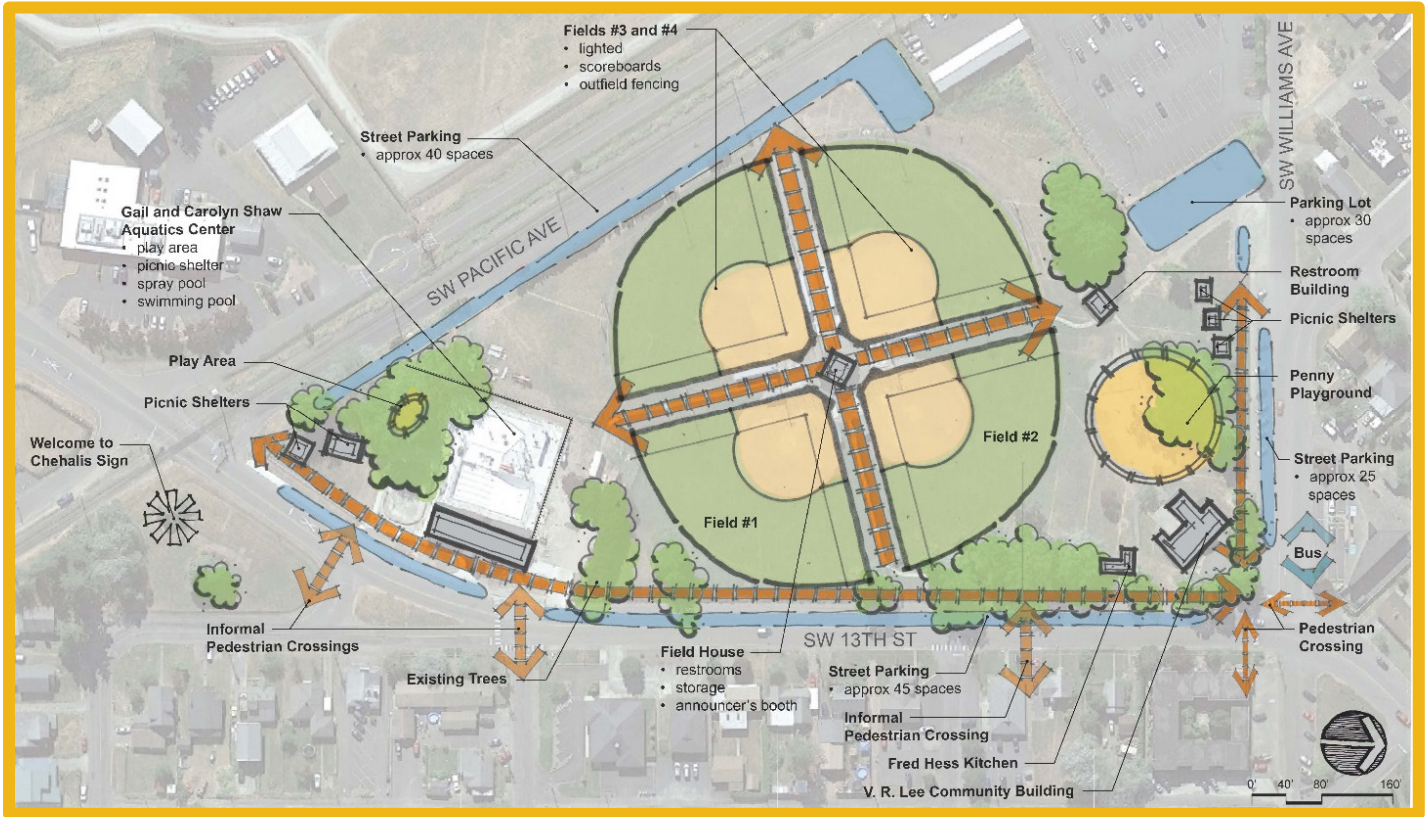 Fields #3 and #4
• lighted
• scoreboards
• outfield fencing
SW WILLIAMS AVE
Street Parking
• approx 40 spaces
Gail and Carolyn Shaw
Aquatics Center
• play area
• picnic shelter
• spray pool
• swimming pool
SW PACIFIC AVE
Parking Lot
• approx 30
spaces
Restroom
Building
Picnic Shelters
Play Area
Picnic Shelters
Penny
Playground
Welcome to
Chehalis Sign
Field #2
Street Parking
• approx 25
spaces
Field #1
Bus
Informal
Pedestrian Crossings
Existing Trees
Field House
• restrooms
• storage
• announcer's booth
SW 13TH ST
Street Parking
• approx 45 spaces
Informal
Pedestrian Crossing
Fred Hess Kitchen
V. R. Lee Community Building
Pedestrian
Crossing
0' 40' 80' 160'